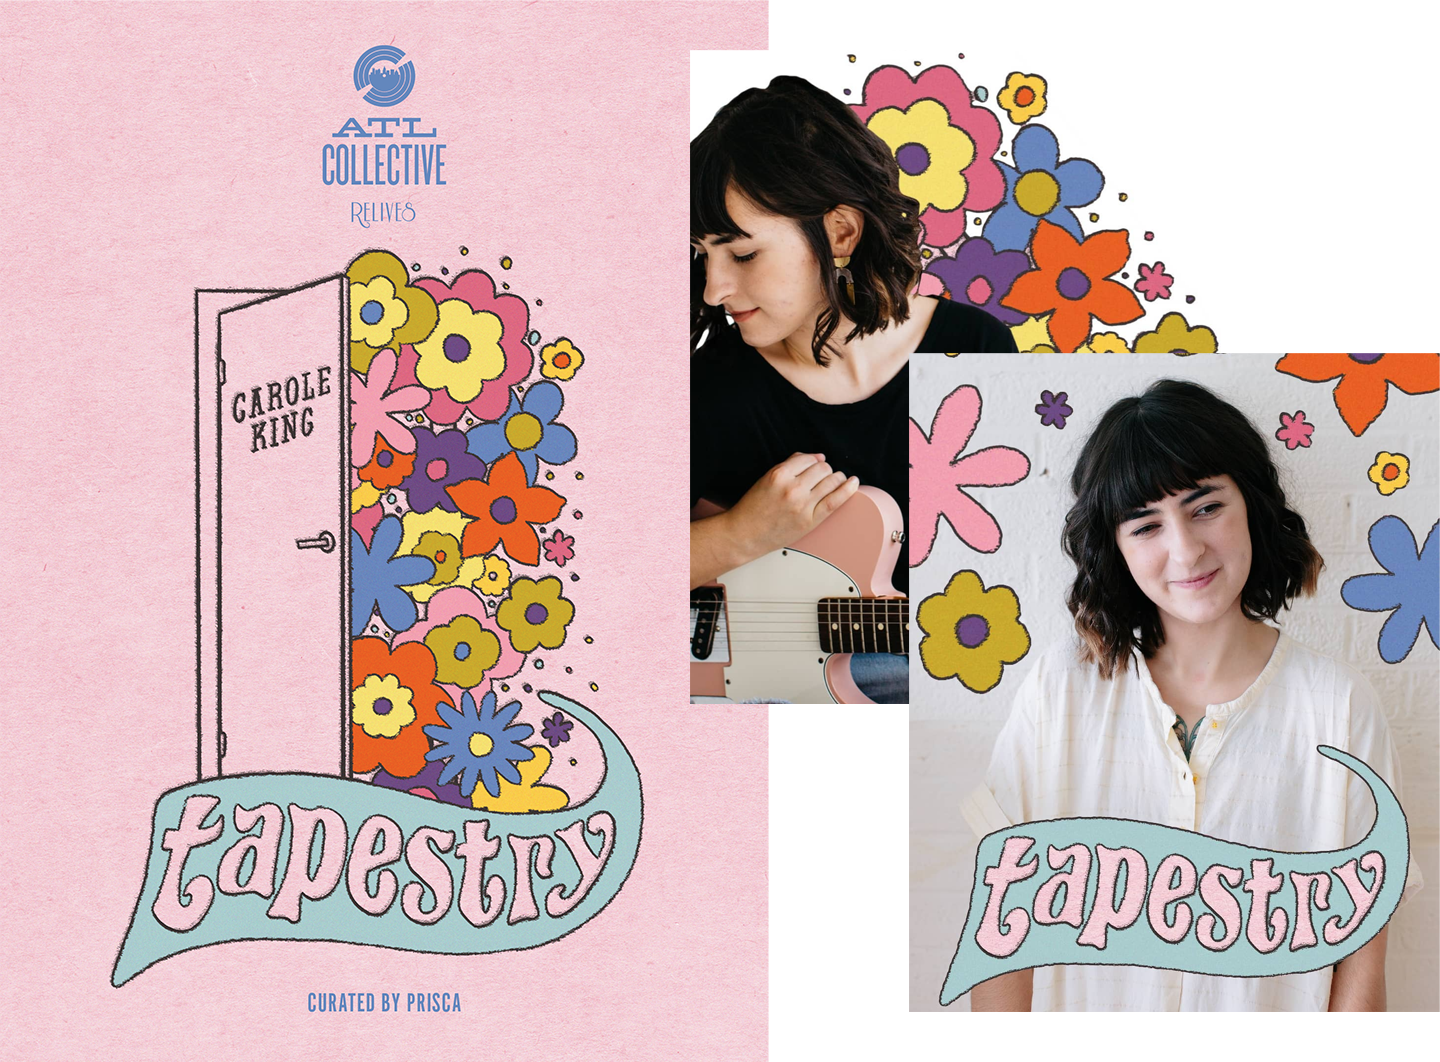 ATL
COLLECTIVE
RELIVES
CAROLE
KING
tapestry
CURATED BY PRISCA
tapestry